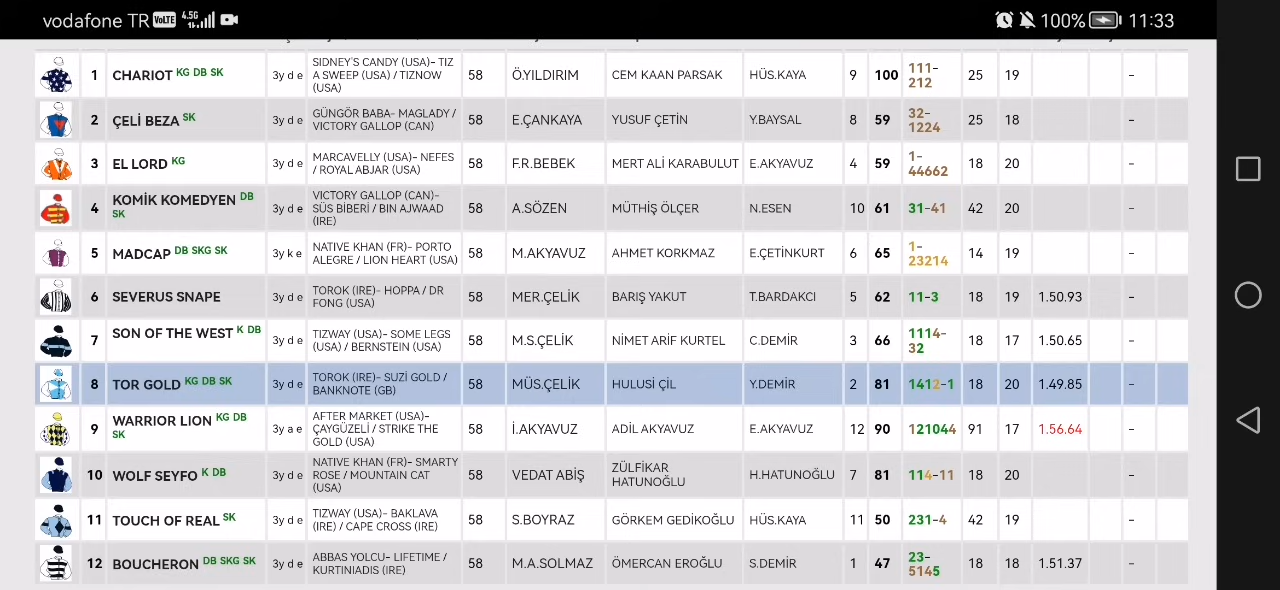 vodafone TR VoLTE 4.5G 100% 11:33
1 CHARIOT KG DB SK 3y d e SIDNEY'S CANDY (USA)- TIZ A SWEEP (USA) / TIZNOW (USA) 58 Ö.YILDIRIM CEM KAAN PARSAK HÜS.KAYA 9 100 111-212 25 19 -
2 ÇELİ BEZA SK 3y d e GÜNGÖR BABA- MAGLADY / VICTORY GALLOP (CAN) 58 E.ÇANKAYA YUSUF ÇETİN Y.BAYSAL 8 59 32-1224 25 18 -
3 EL LORD KG 3y d e MARCAVELLY (USA)- NEFES / ROYAL ABJAR (USA) 58 F.R.BEBEK MERT ALİ KARABULUT E.AKYAVUZ 4 59 1-44662 18 20 -
4 KOMİK KOMEDYEN DB SK 3y d e VICTORY GALLOP (CAN)- SÜS BİBERİ / BIN AJWAAD (IRE) 58 A.SÖZEN MÜTHİŞ ÖLÇER N.ESEN 10 61 31-41 42 20 -
5 MADCAP DB SKG SK 3y k e NATIVE KHAN (FR)- PORTO ALEGRE / LION HEART (USA) 58 M.AKYAVUZ AHMET KORKMAZ E.ÇETİNKURT 6 65 1-23214 14 19 -
6 SEVERUS SNAPE 3y d e TOROK (IRE)- HOPPA / DR FONG (USA) 58 MER.ÇELİK BARIŞ YAKUT T.BARDAKCI 5 62 11-3 18 19 1.50.93 -
7 SON OF THE WEST K DB 3y d e TIZWAY (USA)- SOME LEGS (USA) / BERNSTEIN (USA) 58 M.S.ÇELİK NİMET ARİF KURTEL C.DEMİR 3 66 1114-32 18 17 1.50.65 -
8 TOR GOLD KG DB SK 3y d e TOROK (IRE)- SUZİ GOLD / BANKNOTE (GB) 58 MÜS.ÇELİK HULUSİ ÇİL Y.DEMİR 2 81 1412-1 18 20 1.49.85 -
9 WARRIOR LION KG DB SK 3y a e AFTER MARKET (USA)- ÇAYGÜZELİ / STRIKE THE GOLD (USA) 58 İ.AKYAVUZ ADİL AKYAVUZ E.AKYAVUZ 12 90 121044 91 17 1.56.64 -
10 WOLF SEYFO K DB 3y d e NATIVE KHAN (FR)- SMARTY ROSE / MOUNTAIN CAT (USA) 58 VEDAT ABİŞ ZÜLFİKAR HATUNOĞLU H.HATUNOĞLU 7 81 114-11 18 20 -
11 TOUCH OF REAL SK 3y d e TIZWAY (USA)- BAKLAVA (IRE) / CAPE CROSS (IRE) 58 S.BOYRAZ GÖRKEM GEDİKOĞLU HÜS.KAYA 11 50 231-4 42 19 -
12 BOUCHERON DB SKG SK 3y d e ABBAS YOLCU- LIFETIME / KURTINIADIS (IRE) 58 M.A.SOLMAZ ÖMERCAN EROĞLU S.DEMİR 1 47 23-5145 18 18 1.51.37 -